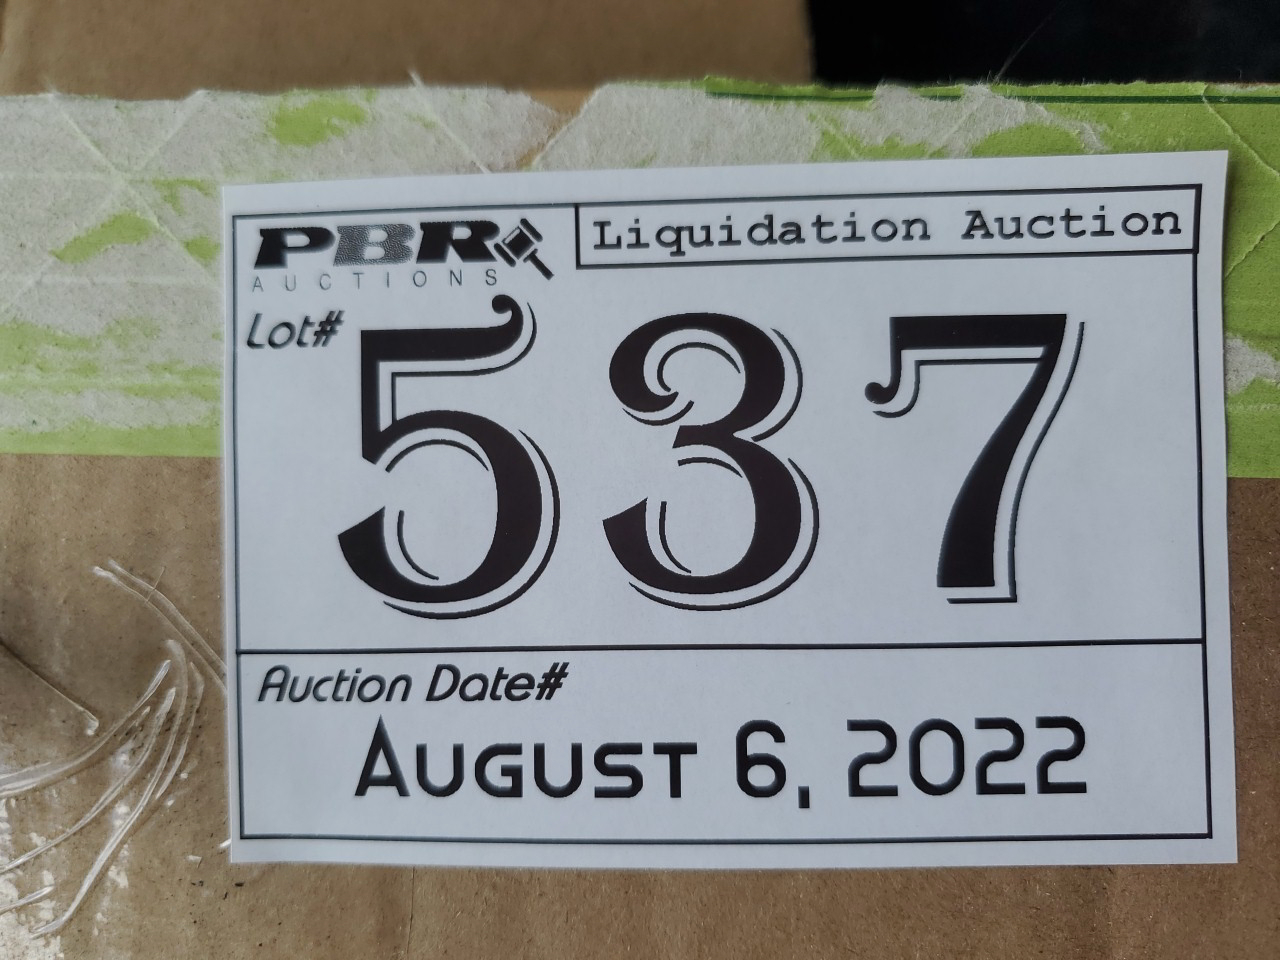 PBR
AUCTIONS
Liquidation Auction
Lot#
537
Auction Date#
AUGUST 6, 2022